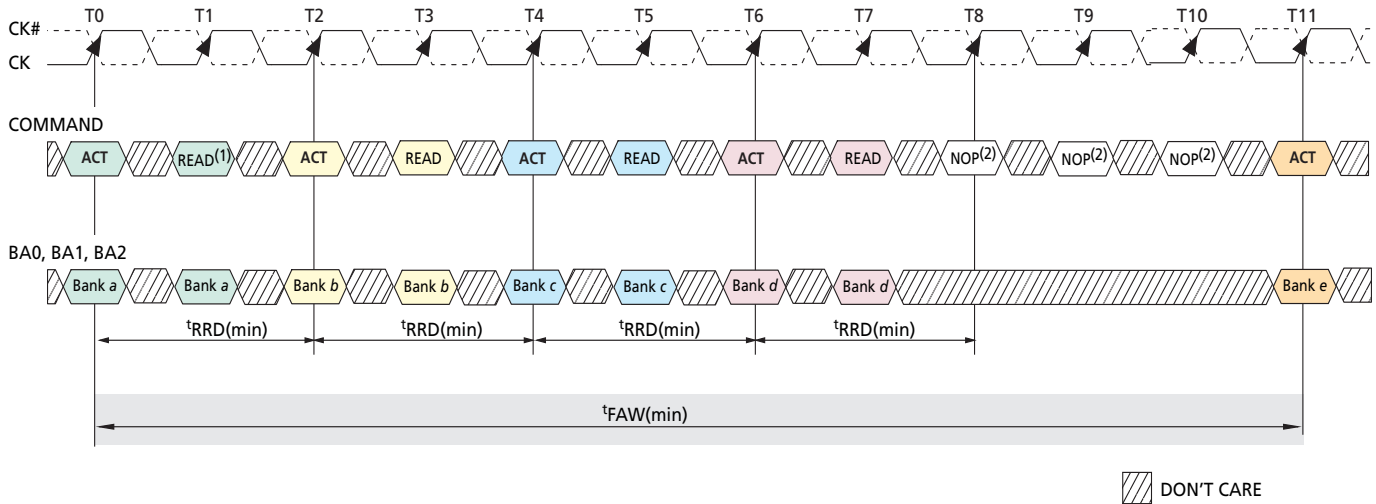 T0 T1 T2 T3 T4 T5 T6 T7 T8 T9 T10 T11
CK#
CK
COMMAND
ACT READ(1) ACT READ ACT READ ACT READ NOP(2) NOP(2) NOP(2) ACT
BA0, BA1, BA2
Bank a Bank a Bank b Bank b Bank c Bank c Bank d Bank d Bank e
tRRD(min) tRRD(min) tRRD(min) tRRD(min)
tFAW(min)
DON'T CARE